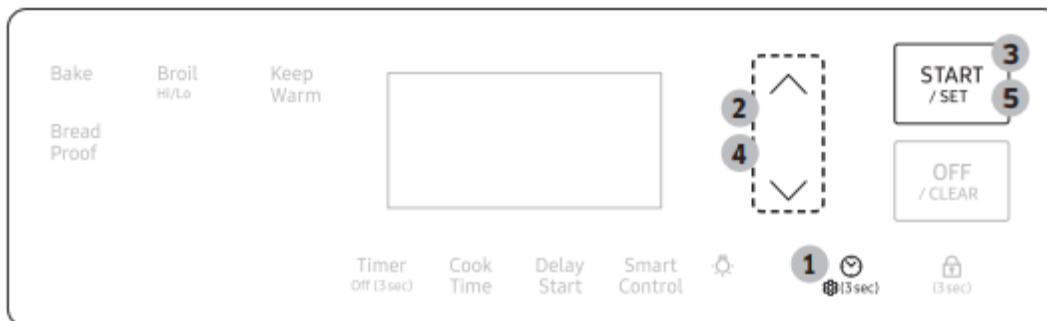 Bake
Broil
Hi/Lo
Keep
Warm
Bread
Proof
2
4
START
/ SET
3
5
OFF
/ CLEAR
Timer
Off (3 sec)
Cook
Time
Delay
Start
Smart
Control
1
(3 sec)
(3 sec)